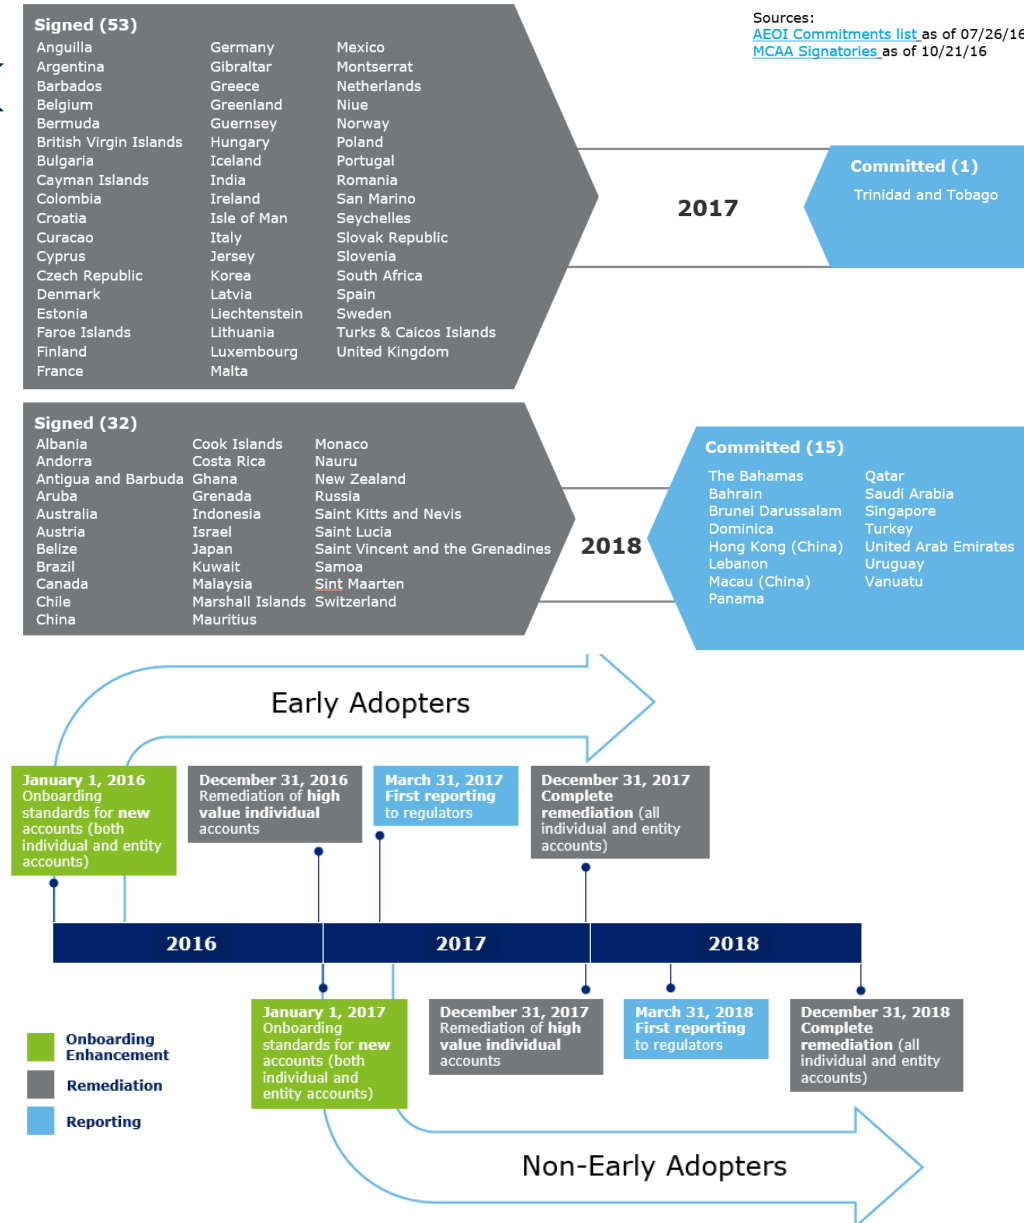 Sources:
AEOI Commitments list as of 07/26/16
MCAA Signatories as of 10/21/16
Signed (53)
Anguilla
Argentina
Barbados
Belgium
Bermuda
British Virgin Islands
Bulgaria
Cayman Islands
Colombia
Croatia
Curacao
Cyprus
Czech Republic
Denmark
Estonia
Faroe Islands
Finland
France
Germany
Gibraltar
Greece
Greenland
Guernsey
Hungary
Iceland
India
Ireland
Isle of Man
Italy
Jersey
Korea
Latvia
Liechtenstein
Lithuania
Luxembourg
Malta
Mexico
Montserrat
Netherlands
Niue
Norway
Poland
Portugal
Romania
San Marino
Seychelles
Slovak Republic
Slovenia
South Africa
Spain
Sweden
Turks & Caicos Islands
United Kingdom
2017
Committed (1)
Trinidad and Tobago
Signed (32)
Albania
Andorra
Antigua and Barbuda
Aruba
Australia
Austria
Belize
Brazil
Canada
Chile
China
Cook Islands
Costa Rica
Ghana
Grenada
Indonesia
Israel
Japan
Kuwait
Malaysia
Marshall Islands
Mauritius
Monaco
Nauru
New Zealand
Russia
Saint Kitts and Nevis
Saint Lucia
Saint Vincent and the Grenadines
Samoa
Sint Maarten
Switzerland
2018
Committed (15)
The Bahamas
Bahrain
Brunei Darussalam
Dominica
Hong Kong (China)
Lebanon
Macau (China)
Panama
Qatar
Saudi Arabia
Singapore
Turkey
United Arab Emirates
Uruguay
Vanuatu
Early Adopters
January 1, 2016
Onboarding
standards for new
accounts (both
individual and entity
accounts)
December 31, 2016
Remediation of high
value individual
accounts
March 31, 2017
First reporting
to regulators
December 31, 2017
Complete
remediation (all
individual and entity
accounts)
2016
2017
2018
January 1, 2017
Onboarding
standards for new
accounts (both
individual and
entity accounts)
December 31, 2017
Remediation of high
value individual
accounts
March 31, 2018
First reporting
to regulators
December 31, 2018
Complete
remediation (all
individual and entity
accounts)
Onboarding
Enhancement
Remediation
Reporting
Non-Early Adopters